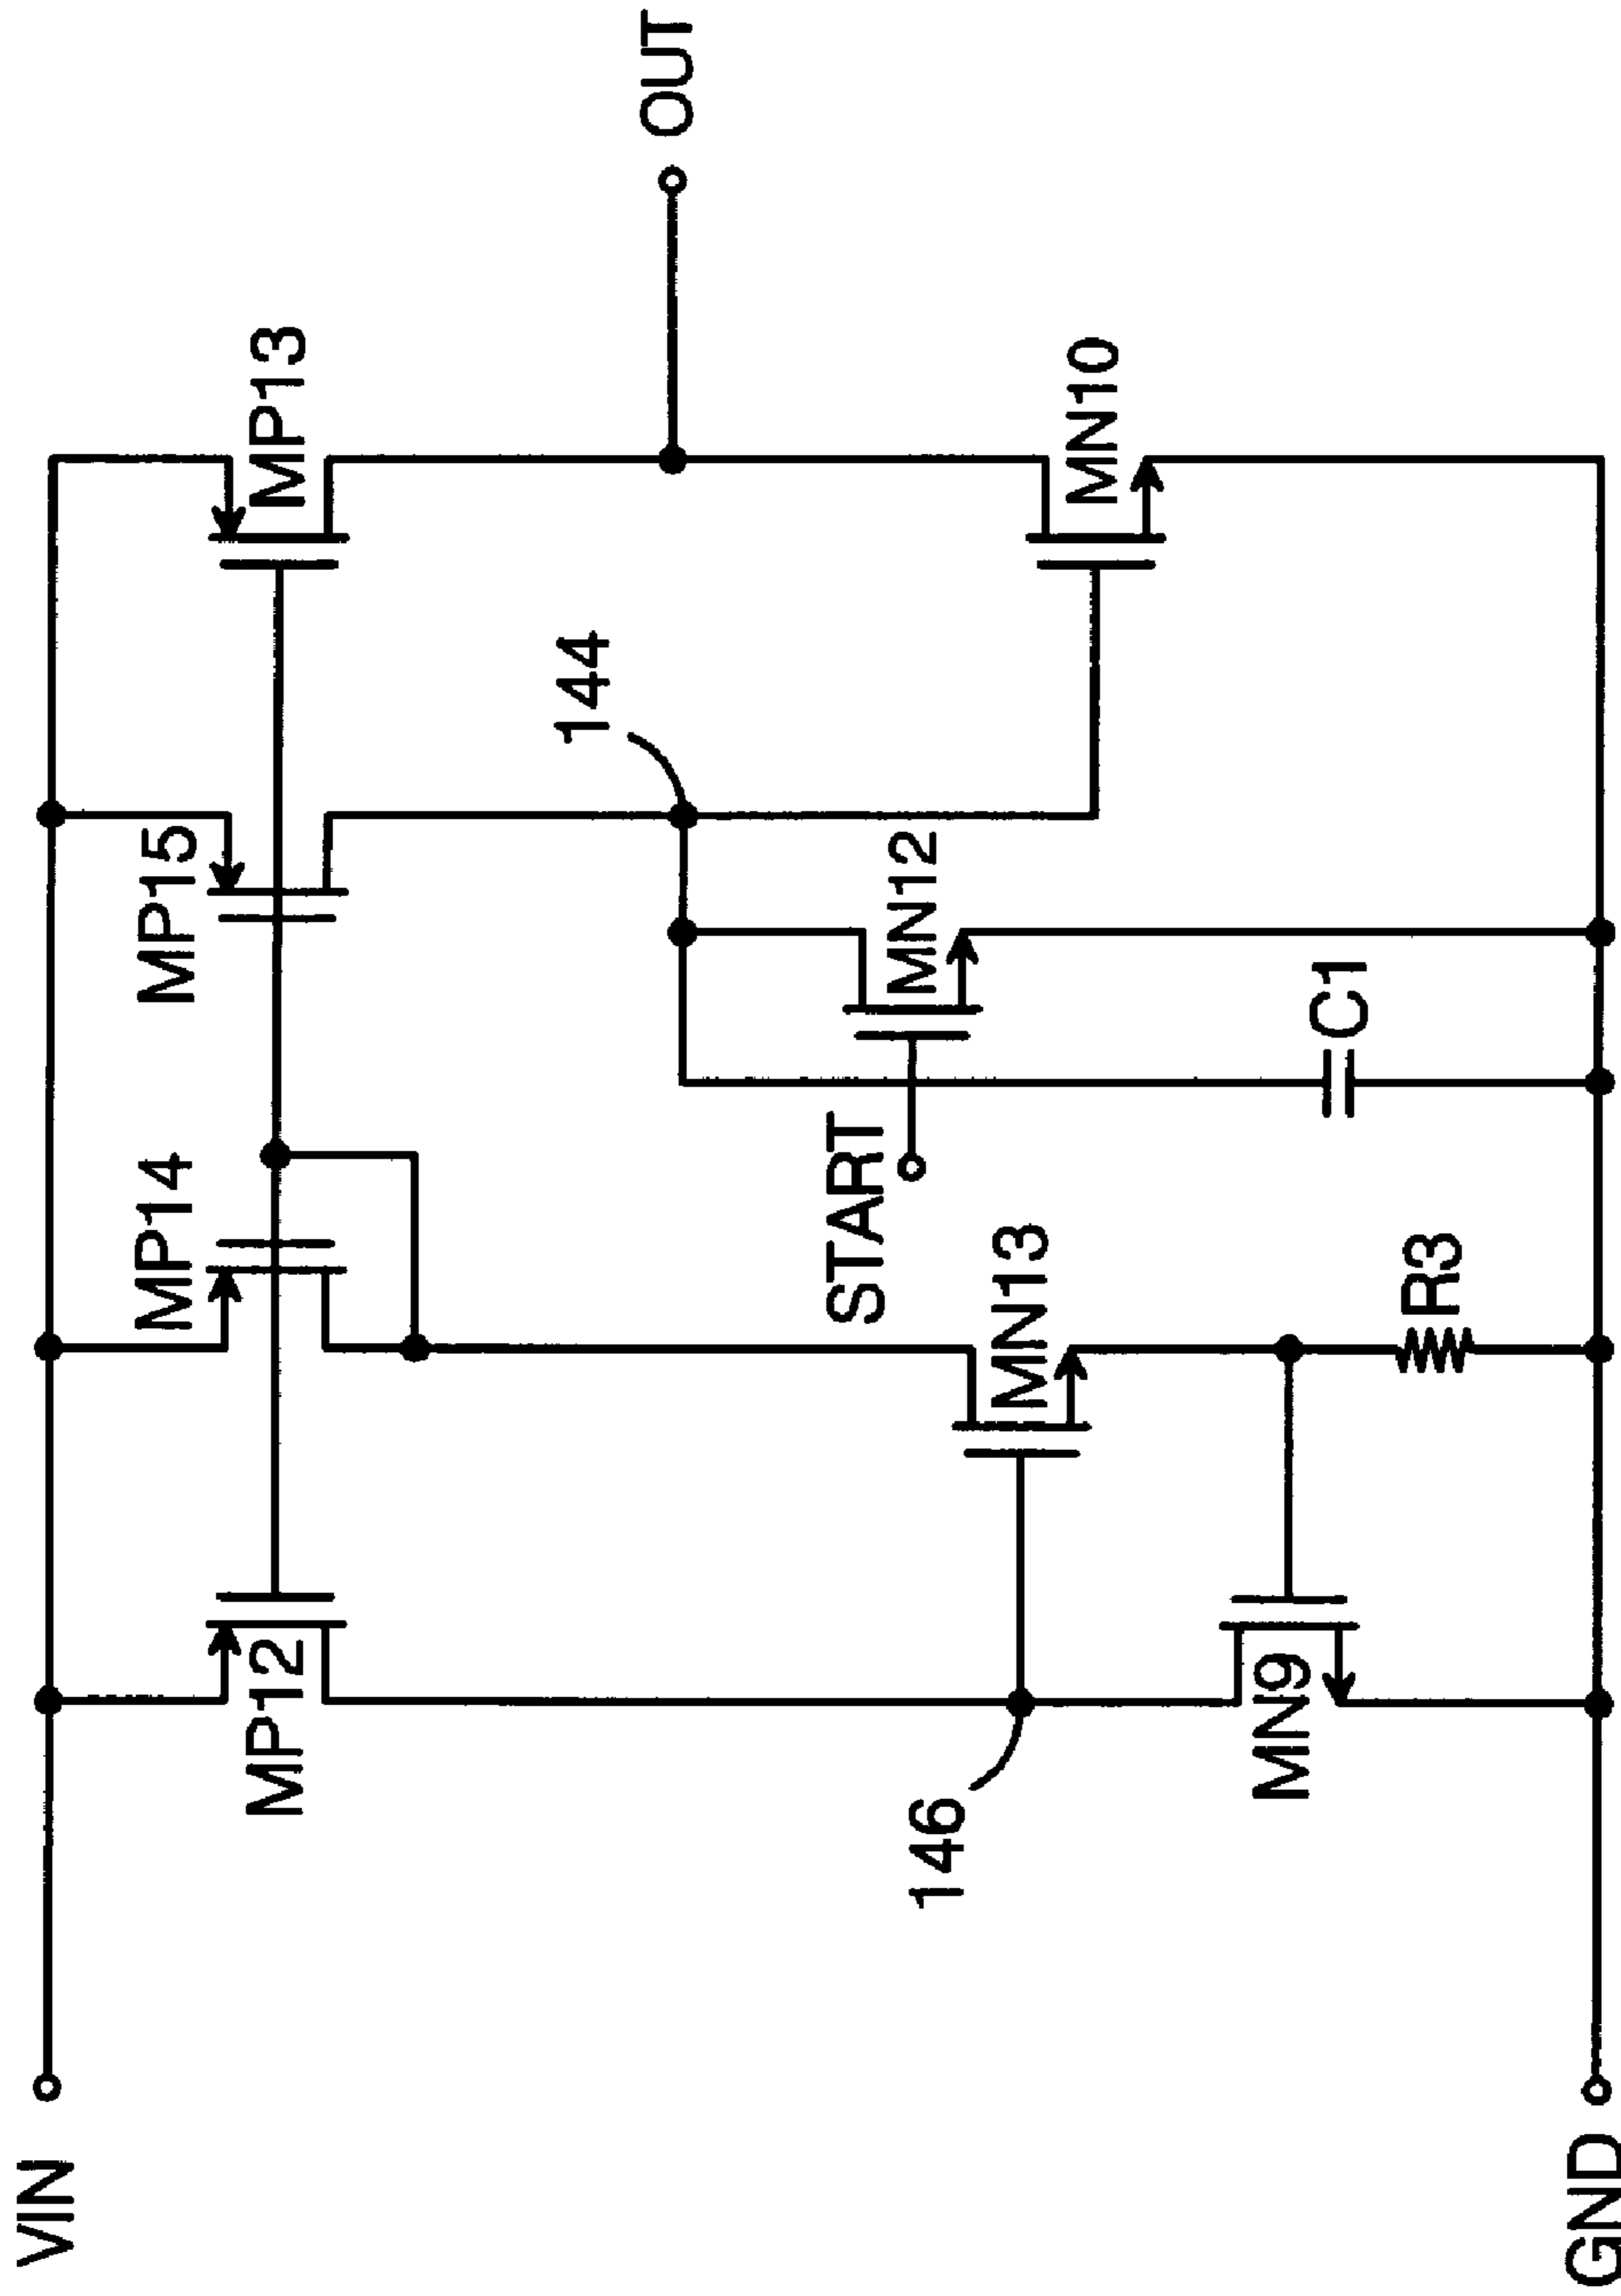 VIN
MP12
MP14
MP15
MP13
144
OUT
START
MN12
MN10
146
MN13
MN9
R3
C1
GND